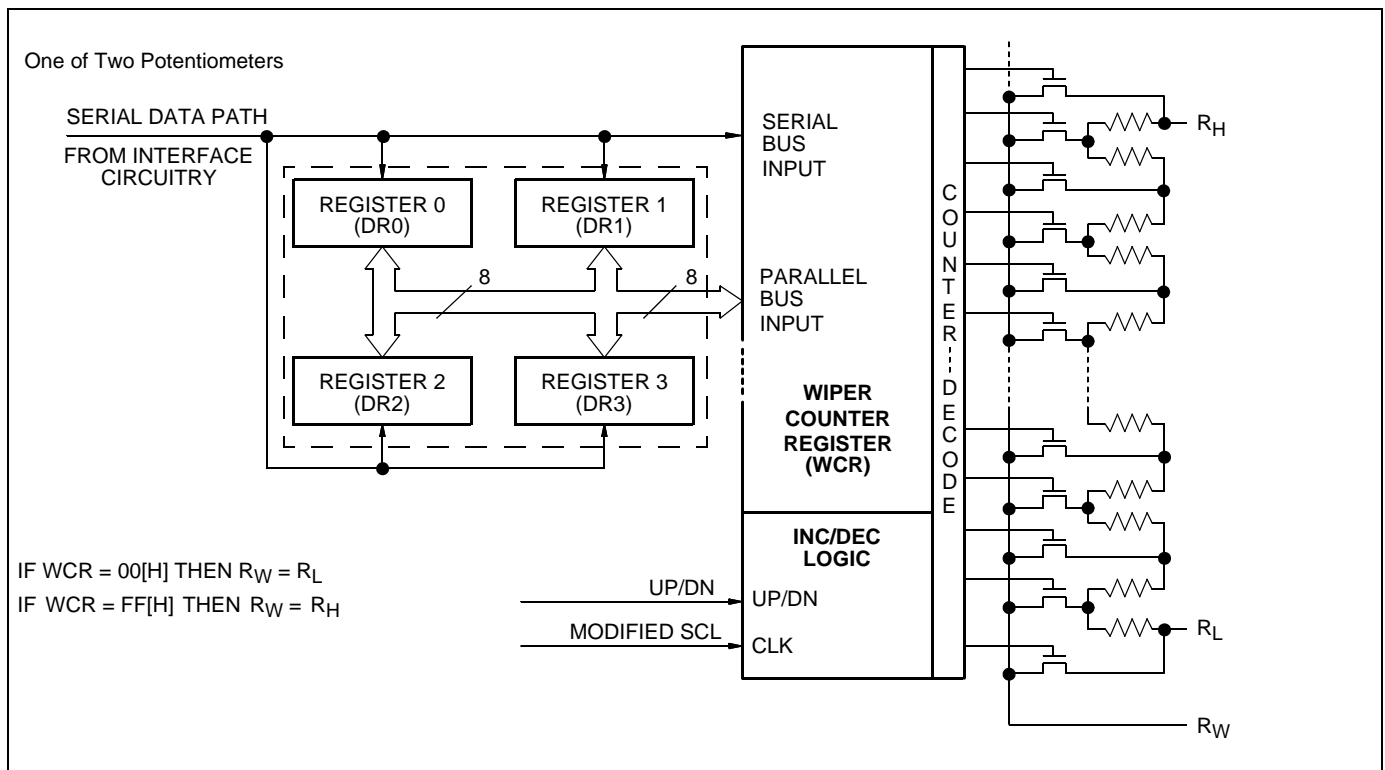 One of Two Potentiometers
SERIAL DATA PATH
FROM INTERFACE
CIRCUITRY
REGISTER 0
(DR0)
REGISTER 1
(DR1)
8
8
REGISTER 2
(DR2)
REGISTER 3
(DR3)
SERIAL
BUS
INPUT
PARALLEL
BUS
INPUT
WIPER
COUNTER
REGISTER
(WCR)
INC/DEC
LOGIC
UP/DN
UP/DN
MODIFIED SCL
CLK
COUNTER
DECODE
RH
RL
RW
IF WCR = 00[H] THEN RW = RL
IF WCR = FF[H] THEN RW = RH